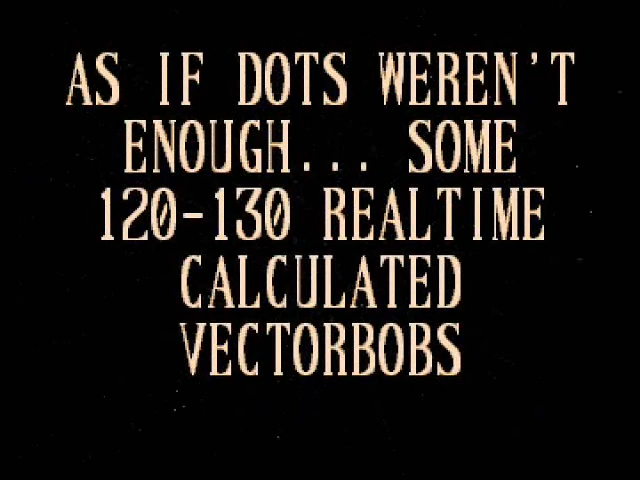 AS IF DOTS WEREN'T
ENOUGH... SOME
120-130 REALTIME
CALCULATED
VECTORBOBS